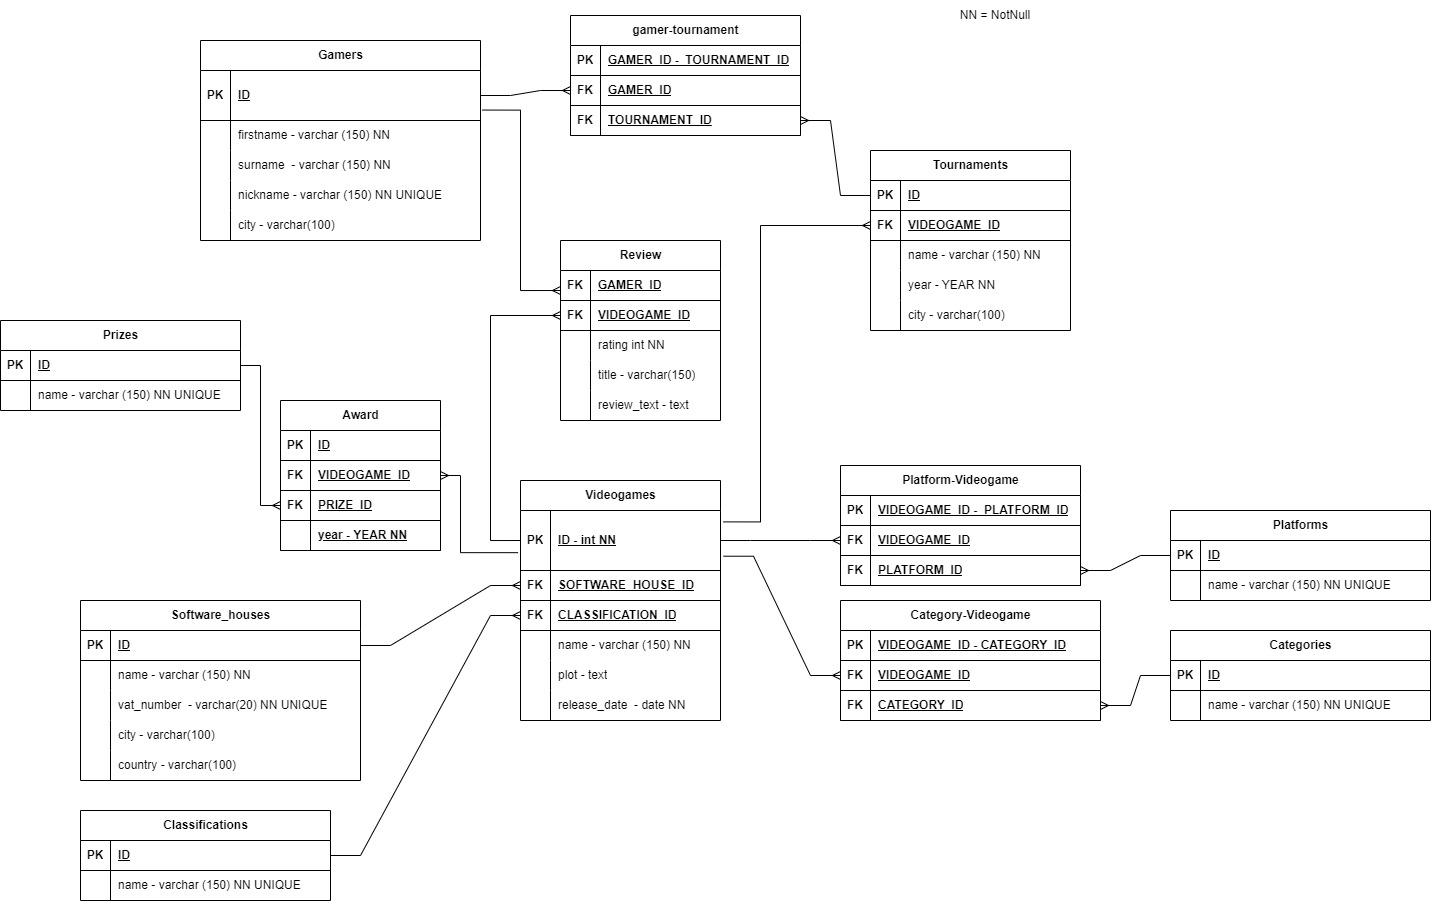 NN = NotNull
gamer-tournament
PK GAMER_ID - TOURNAMENT_ID
FK GAMER_ID
FK TOURNAMENT_ID
Gamers
PK ID
firstname - varchar (150) NN
surname - varchar (150) NN
nickname - varchar (150) NN UNIQUE
city - varchar(100)
Tournaments
PK ID
FK VIDEOGAME_ID
name - varchar (150) NN
year - YEAR NN
city - varchar(100)
Review
FK GAMER_ID
FK VIDEOGAME_ID
rating int NN
title - varchar(150)
review_text - text
Prizes
PK ID
name - varchar (150) NN UNIQUE
Award
PK ID
FK VIDEOGAME_ID
FK PRIZE_ID
year - YEAR NN
Videogames
PK ID - int NN
FK SOFTWARE_HOUSE_ID
FK CLASSIFICATION_ID
name - varchar (150) NN
plot - text
release_date - date NN
Platform-Videogame
PK VIDEOGAME_ID - PLATFORM_ID
FK VIDEOGAME_ID
FK PLATFORM_ID
Platforms
PK ID
name - varchar (150) NN UNIQUE
Category-Videogame
PK VIDEOGAME_ID - CATEGORY_ID
FK VIDEOGAME_ID
FK CATEGORY_ID
Categories
PK ID
name - varchar (150) NN UNIQUE
Software_houses
PK ID
name - varchar (150) NN
vat_number - varchar(20) NN UNIQUE
city - varchar(100)
country - varchar(100)
Classifications
PK ID
name - varchar (150) NN UNIQUE